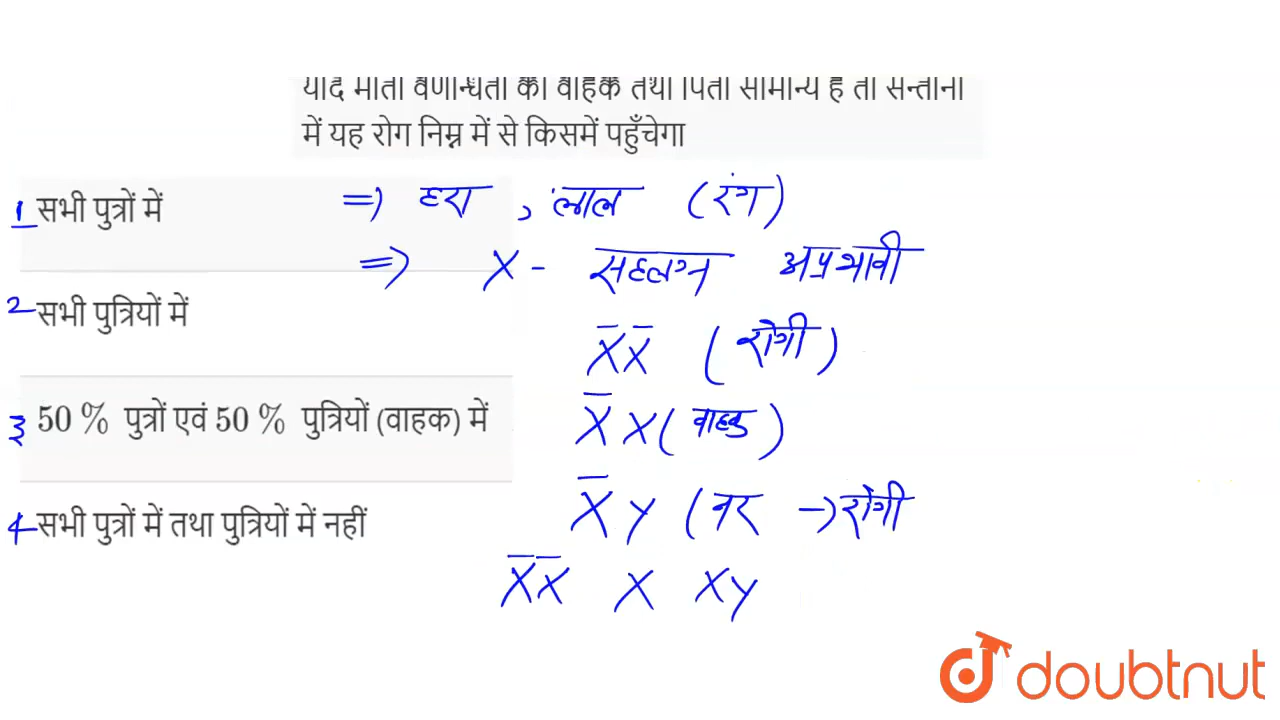 यदि माता वर्णान्धता की वाहक तथा पिता सामान्य है तो सन्तानों
में यह रोग निम्न में से किसमें पहुँचेगा
1 सभी पुत्रों में
⇒ हरा , लाल (रंग)
⇒ X - सहलग्न अप्रभावी
2 सभी पुत्रियों में
X̅X̅ (रोगी)
3 50 % पुत्रों एवं 50 % पुत्रियों (वाहक) में
X̅ X (वाहक)
4 सभी पुत्रों में तथा पुत्रियों में नहीं
X̅ Y (नर → रोगी
X̅X̅ X XY
doubtnut